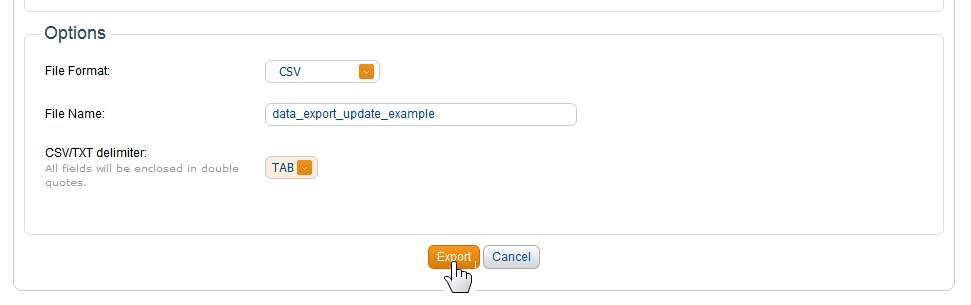 Options
File Format:
CSV
File Name:
data_export_update_example
CSV/TXT delimiter:
All fields will be enclosed in double
quotes.
TAB
Export
Cancel